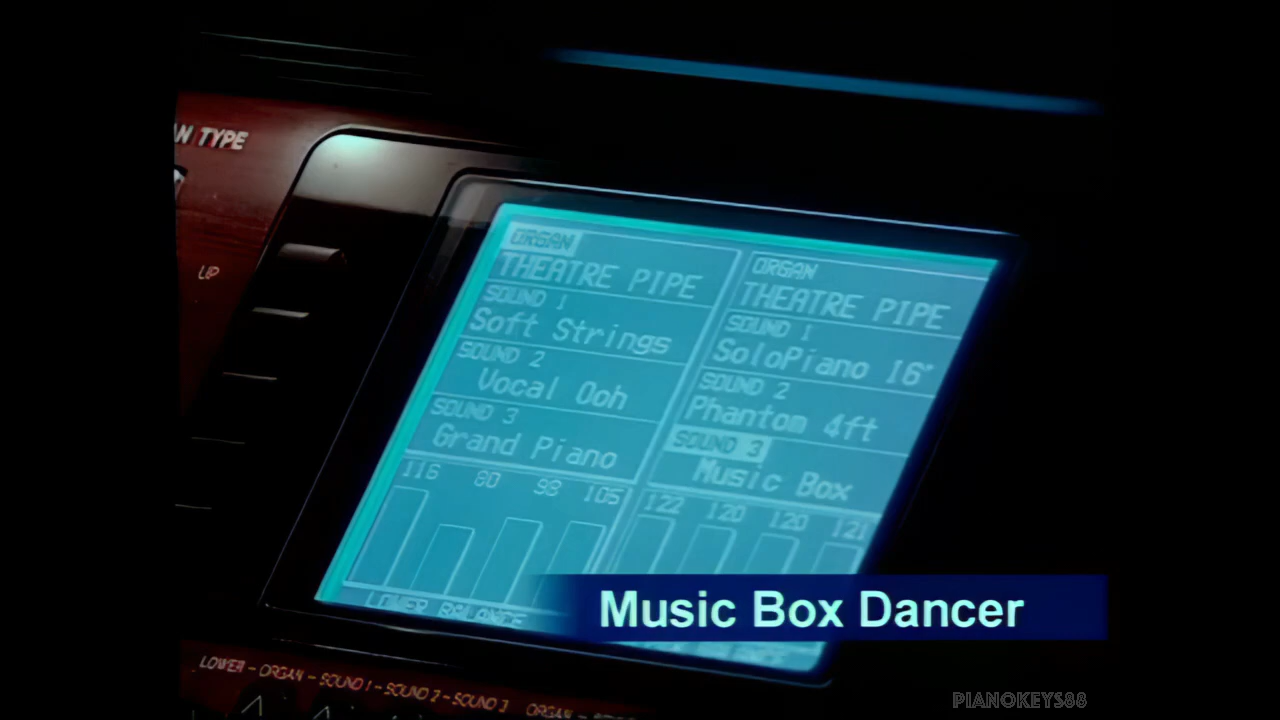 N TYPE
UP
ORGAN
THEATRE PIPE
SOUND 1
Soft Strings
SOUND 2
Vocal Ooh
SOUND 3
Grand Piano
116 80 98 105
LOWER BALANCE
ORGAN
THEATRE PIPE
SOUND 1
SoloPiano 16'
SOUND 2
Phantom 4ft
SOUND 3
Music Box
122 120 120 121
Music Box Dancer
LOWER - ORGAN - SOUND 1 - SOUND 2 - SOUND 3
ORGAN -
PIANOKEYS88